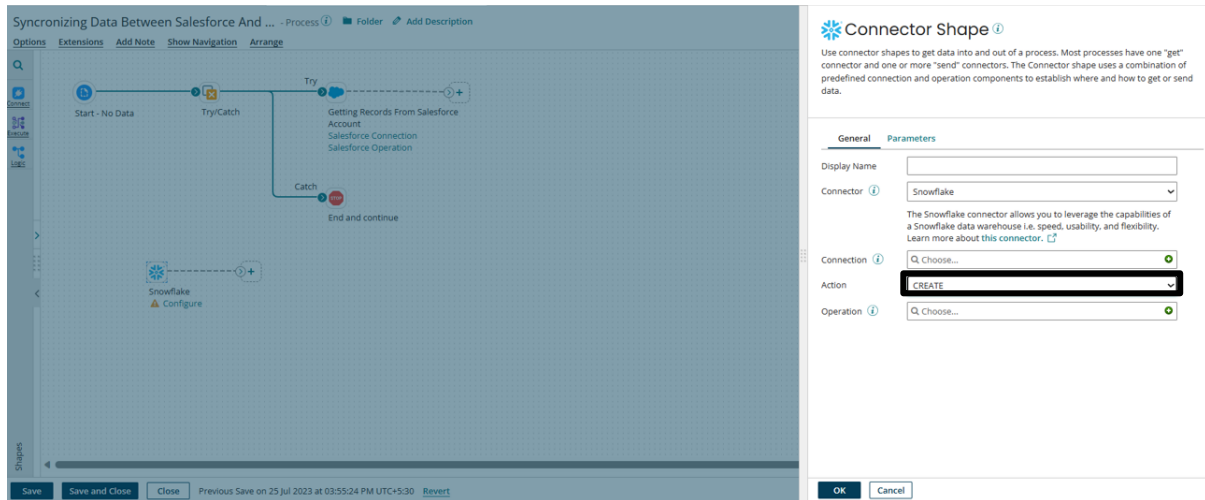 Syncronizing Data Between Salesforce And ... - Process Folder Add Description
Options Extensions Add Note Show Navigation Arrange
Connect
Execute
Logic
Shapes
Start - No Data
Try/Catch
Try
Getting Records From Salesforce
Account
Salesforce Connection
Salesforce Operation
Catch
STOP
End and continue
Snowflake
Configure
Save Save and Close Close Previous Save on 25 Jul 2023 at 03:55:24 PM UTC+5:30 Revert
Connector Shape
Use connector shapes to get data into and out of a process. Most processes have one "get"
connector and one or more "send" connectors. The Connector shape uses a combination of
predefined connection and operation components to establish where and how to get or send
data.
General Parameters
Display Name
Connector Snowflake
The Snowflake connector allows you to leverage the capabilities of
a Snowflake data warehouse i.e. speed, usability, and flexibility.
Learn more about this connector.
Connection Choose...
Action CREATE
Operation Choose...
OK Cancel